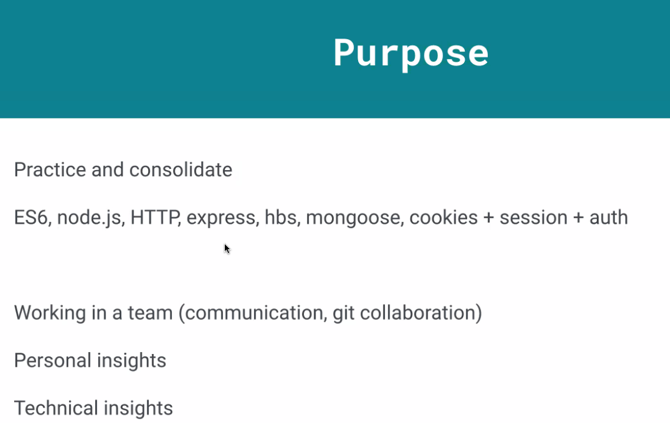 Purpose
Practice and consolidate
ES6, node.js, HTTP, express, hbs, mongoose, cookies + session + auth
Working in a team (communication, git collaboration)
Personal insights
Technical insights